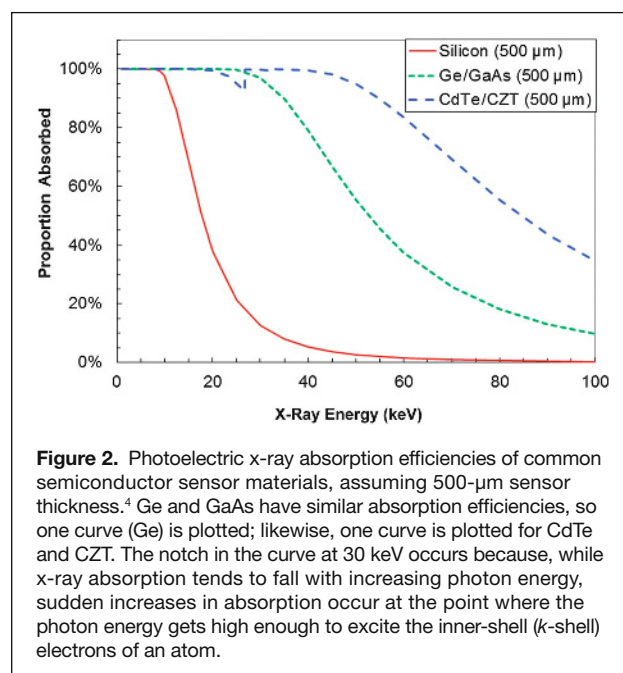 Silicon (500 µm)
Ge/GaAs (500 µm)
CdTe/CZT (500 µm)
100%
80%
60%
40%
20%
0%
Proportion Absorbed
0
20
40
60
80
100
X-Ray Energy (keV)
Figure 2. Photoelectric x-ray absorption efficiencies of common
semiconductor sensor materials, assuming 500-µm sensor
thickness.⁴ Ge and GaAs have similar absorption efficiencies, so
one curve (Ge) is plotted; likewise, one curve is plotted for CdTe
and CZT. The notch in the curve at 30 keV occurs because, while
x-ray absorption tends to fall with increasing photon energy,
sudden increases in absorption occur at the point where the
photon energy gets high enough to excite the inner-shell (k-shell)
electrons of an atom.